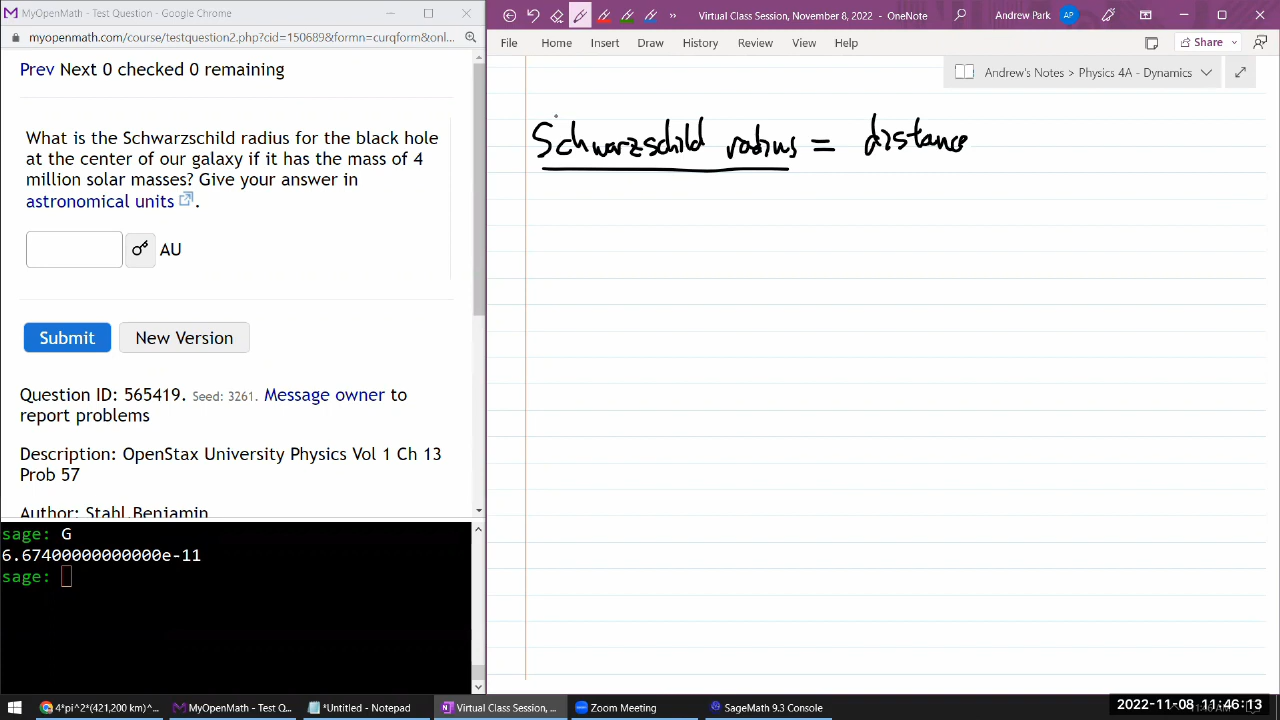 MyOpenMath - Test Question - Google Chrome
myopenmath.com/course/testquestion2.php?cid=150689&formn=curqform&onl...
Prev Next 0 checked 0 remaining
What is the Schwarzschild radius for the black hole
at the center of our galaxy if it has the mass of 4
million solar masses? Give your answer in
astronomical units.
AU
Submit New Version
Question ID: 565419. Seed: 3261. Message owner to
report problems
Description: OpenStax University Physics Vol 1 Ch 13
Prob 57
Author: Stahl,Benjamin
sage: G
6.67400000000000e-11
sage:
Virtual Class Session, November 8, 2022 - OneNote
Andrew Park AP
File Home Insert Draw History Review View Help
Share
Andrew's Notes > Physics 4A - Dynamics
Schwarzschild radius = distance
4*pi^2*(421,200 km)^... MyOpenMath - Test Q... *Untitled - Notepad Virtual Class Session, ... Zoom Meeting SageMath 9.3 Console
2022-11-08 11:46:13